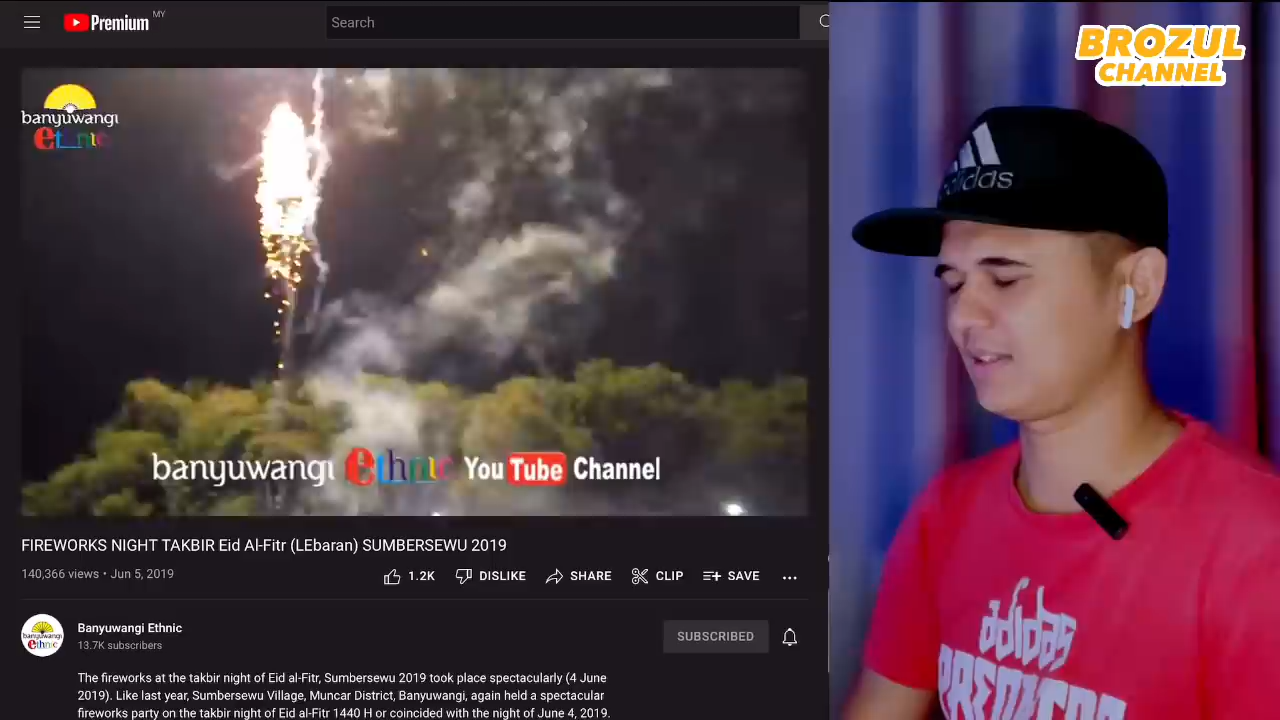 Premium MY
Search
BROZUL
CHANNEL
banyuwangi
ethnic
adidas
banyuwangi ethnic YouTube Channel
FIREWORKS NIGHT TAKBIR Eid Al-Fitr (LEbaran) SUMBERSEWU 2019
140,366 views • Jun 5, 2019
1.2K DISLIKE SHARE CLIP SAVE ...
banyuwangi
ethnic
Banyuwangi Ethnic
13.7K subscribers
SUBSCRIBED
The fireworks at the takbir night of Eid al-Fitr, Sumbersewu 2019 took place spectacularly (4 June
2019). Like last year, Sumbersewu Village, Muncar District, Banyuwangi, again held a spectacular
fireworks party on the takbir night of Eid al-Fitr 1440 H or coincided with the night of June 4, 2019.
adidas